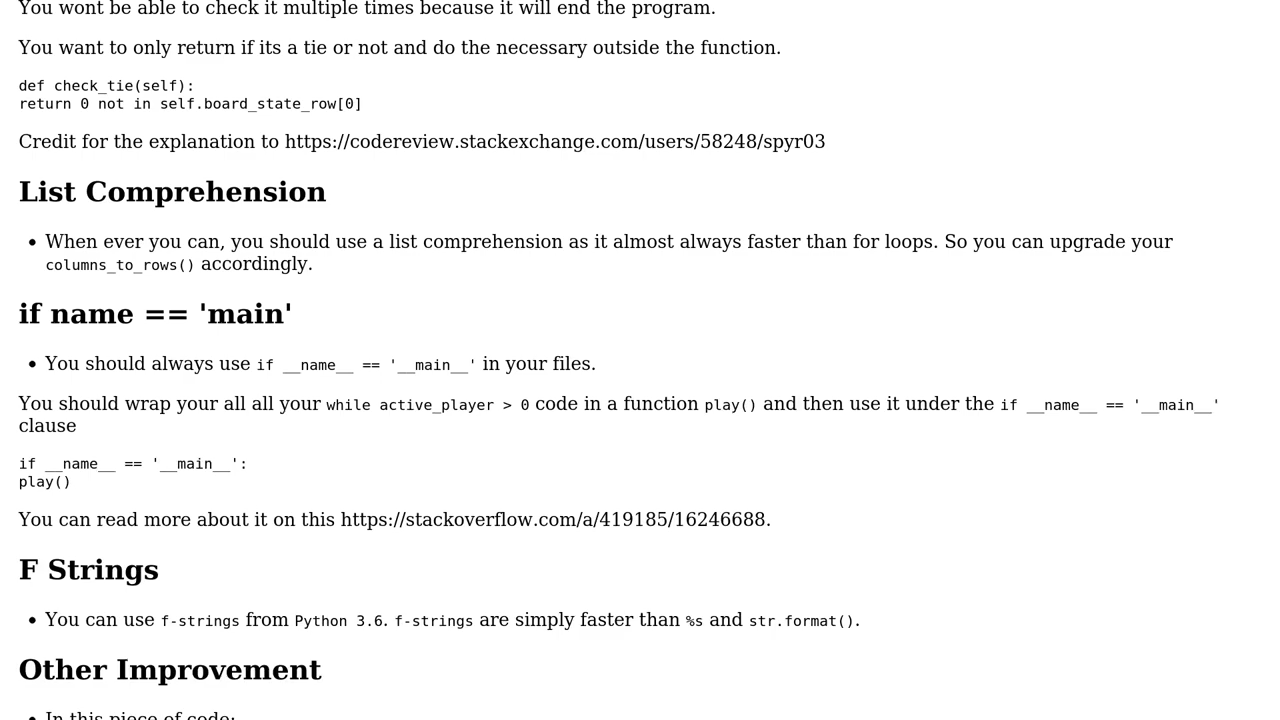 You wont be able to check it multiple times because it will end the program.
You want to only return if its a tie or not and do the necessary outside the function.
def check_tie(self):
return 0 not in self.board_state_row[0]
Credit for the explanation to https://codereview.stackexchange.com/users/58248/spyr03
List Comprehension
• When ever you can, you should use a list comprehension as it almost always faster than for loops. So you can upgrade your
columns_to_rows() accordingly.
if name == 'main'
• You should always use if __name__ == '__main__' in your files.
You should wrap your all all your while active_player > 0 code in a function play() and then use it under the if __name__ == '__main__'
clause
if __name__ == '__main__':
play()
You can read more about it on this https://stackoverflow.com/a/419185/16246688.
F Strings
• You can use f-strings from Python 3.6. f-strings are simply faster than %s and str.format().
Other Improvement
• In this piece of code: